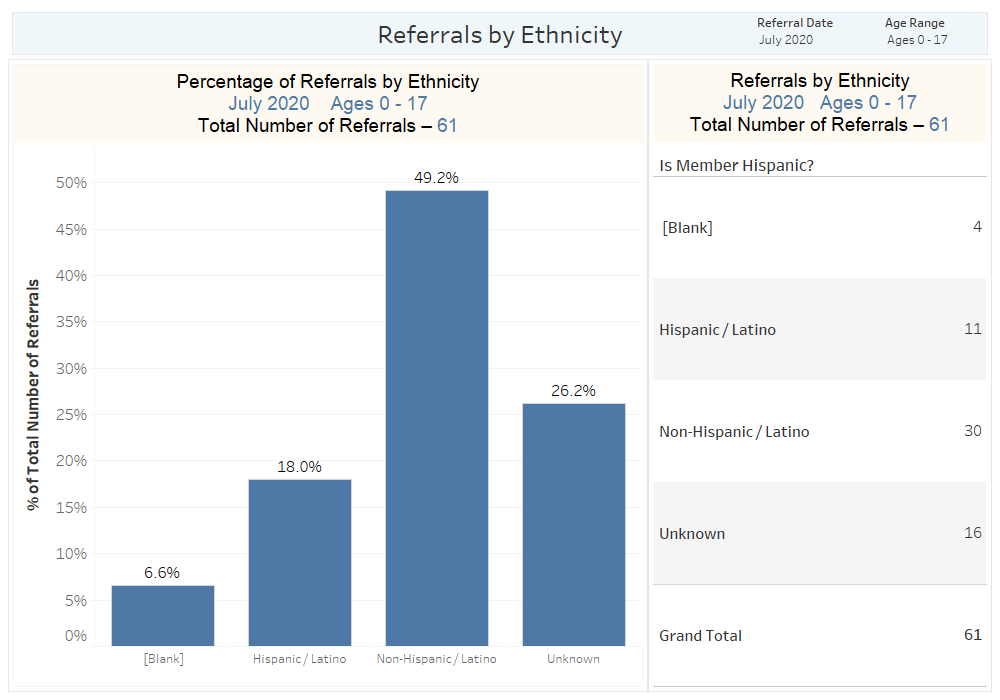 Referrals by Ethnicity
Referral Date
July 2020
Age Range
Ages 0 - 17
Percentage of Referrals by Ethnicity
July 2020 Ages 0 - 17
Total Number of Referrals – 61
% of Total Number of Referrals
50%
45%
40%
35%
30%
25%
20%
15%
10%
5%
0%
6.6%
18.0%
49.2%
26.2%
[Blank]
Hispanic / Latino
Non-Hispanic / Latino
Unknown
Referrals by Ethnicity
July 2020 Ages 0 - 17
Total Number of Referrals – 61
Is Member Hispanic?
[Blank] 4
Hispanic / Latino 11
Non-Hispanic / Latino 30
Unknown 16
Grand Total 61